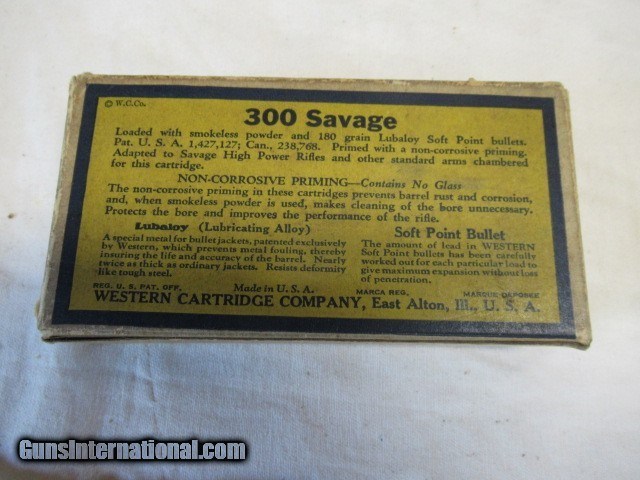 © W.C.Co.
300 Savage
Loaded with smokeless powder and 180 grain Lubaloy Soft Point bullets.
Pat. U. S. A. 1,427,127; Can., 238,768. Primed with a non-corrosive priming.
Adapted to Savage High Power Rifles and other standard arms chambered
for this cartridge.
NON-CORROSIVE PRIMING—Contains No Glass
The non-corrosive priming in these cartridges prevents barrel rust and corrosion,
and, when smokeless powder is used, makes cleaning of the bore unnecessary.
Protects the bore and improves the performance of the rifle.
Lubaloy (Lubricating Alloy)
A special metal for bullet jackets, patented exclusively
by Western, which prevents metal fouling, thereby
insuring the life and accuracy of the barrel. Nearly
twice as thick as ordinary jackets. Resists deformity
like tough steel.
Soft Point Bullet
The amount of lead in WESTERN
Soft Point bullets has been carefully
worked out for each particular load to
give maximum expansion without loss
of penetration.
REG. U. S. PAT. OFF. Made in U. S. A. MARCA REG. MARQUE DEPOSEE
WESTERN CARTRIDGE COMPANY, East Alton, Ill., U. S. A.
GunsInternational.com